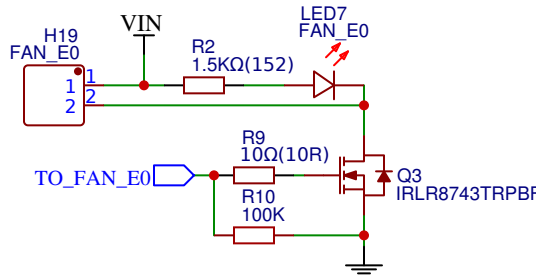 LED7
FAN_E0
H19
FAN_E0
VIN
R2
1.5KΩ(152)
1
1
2
2
R9
10Ω(10R)
TO_FAN_E0
Q3
IRLR8743TRPBF
R10
100K